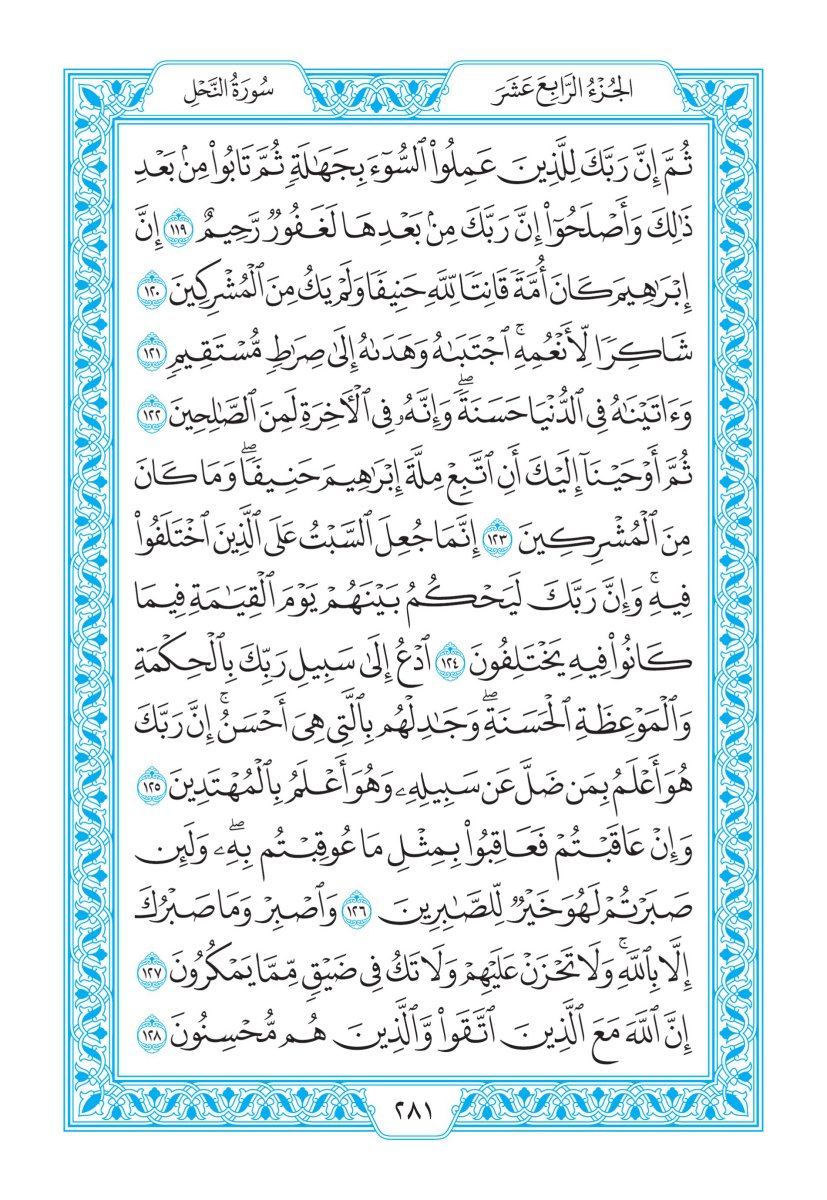 الجُزْءُ الرَّابِعَ عَشَرَ
سُورَةُ النَّحْلِ
ثُمَّ إِنَّ رَبَّكَ لِلَّذِينَ عَمِلُوا۟ ٱلسُّوٓءَ بِجَهَـٰلَةٍۢ ثُمَّ تَابُوا۟ مِنۢ بَعْدِ
ذَٰلِكَ وَأَصْلَحُوٓا۟ إِنَّ رَبَّكَ مِنۢ بَعْدِهَا لَغَفُورٌۭ رَّحِيمٌ ١١٩ إِنَّ
إِبْرَٰهِيمَ كَانَ أُمَّةًۭ قَانِتًۭا لِّلَّهِ حَنِيفًۭا وَلَمْ يَكُ مِنَ ٱلْمُشْرِكِينَ ١٢٠
شَاكِرًۭا لِّأَنْعُمِهِ ۚ ٱجْتَبَىٰهُ وَهَدَىٰهُ إِلَىٰ صِرَٰطٍۢ مُّسْتَقِيمٍۢ ١٢١
وَءَاتَيْنَـٰهُ فِى ٱلدُّنْيَا حَسَنَةًۭ ۖ وَإِنَّهُۥ فِى ٱلْـَٔاخِرَةِ لَمِنَ ٱلصَّـٰلِحِينَ ١٢٢
ثُمَّ أَوْحَيْنَآ إِلَيْكَ أَنِ ٱتَّبِعْ مِلَّةَ إِبْرَٰهِيمَ حَنِيفًۭا ۖ وَمَا كَانَ
مِنَ ٱلْمُشْرِكِينَ ١٢٣ إِنَّمَا جُعِلَ ٱلسَّبْتُ عَلَى ٱلَّذِينَ ٱخْتَلَفُوا۟
فِيهِ ۚ وَإِنَّ رَبَّكَ لَيَحْكُمُ بَيْنَهُمْ يَوْمَ ٱلْقِيَـٰمَةِ فِيمَا
كَانُوا۟ فِيهِ يَخْتَلِفُونَ ١٢٤ ٱدْعُ إِلَىٰ سَبِيلِ رَبِّكَ بِٱلْحِكْمَةِ
وَٱلْمَوْعِظَةِ ٱلْحَسَنَةِ ۖ وَجَـٰدِلْهُم بِٱلَّتِى هِىَ أَحْسَنُ ۚ إِنَّ رَبَّكَ
هُوَ أَعْلَمُ بِمَن ضَلَّ عَن سَبِيلِهِۦ وَهُوَ أَعْلَمُ بِٱلْمُهْتَدِينَ ١٢٥
وَإِنْ عَاقَبْتُمْ فَعَاقِبُوا۟ بِمِثْلِ مَا عُوقِبْتُم بِهِۦ ۖ وَلَئِن
صَبَرْتُمْ لَهُوَ خَيْرٌۭ لِّلصَّـٰبِرِينَ ١٢٦ وَٱصْبِرْ وَمَا صَبْرُكَ
إِلَّا بِٱللَّهِ ۚ وَلَا تَحْزَنْ عَلَيْهِمْ وَلَا تَكُ فِى ضَيْقٍۢ مِّمَّا يَمْكُرُونَ ١٢٧
إِنَّ ٱللَّهَ مَعَ ٱلَّذِينَ ٱتَّقَوا۟ وَّٱلَّذِينَ هُم مُّحْسِنُونَ ١٢٨
٢٨١